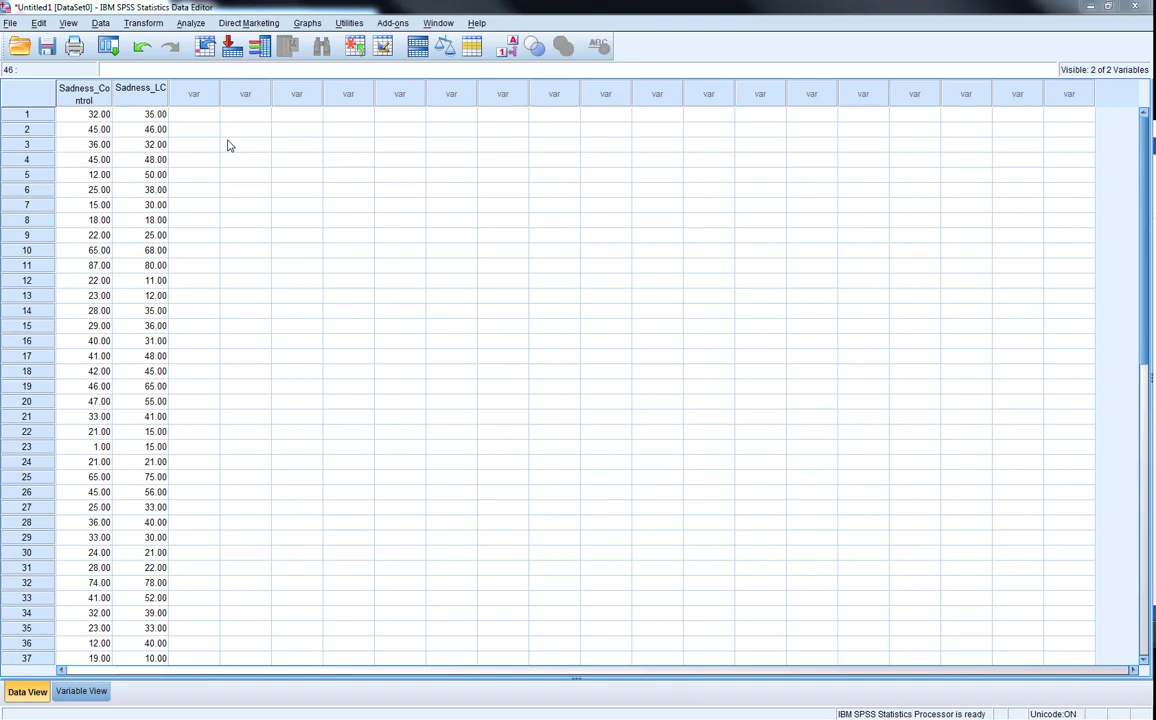 *Untitled1 [DataSet0] - IBM SPSS Statistics Data Editor
File Edit View Data Transform Analyze Direct Marketing Graphs Utilities Add-ons Window Help
46 : Visible: 2 of 2 Variables
Sadness_Control Sadness_LC var var var var var var var var var var var var var var var var var var
1 32.00 35.00
2 45.00 46.00
3 36.00 32.00
4 45.00 48.00
5 12.00 50.00
6 25.00 38.00
7 15.00 30.00
8 18.00 18.00
9 22.00 25.00
10 65.00 68.00
11 87.00 80.00
12 22.00 11.00
13 23.00 12.00
14 28.00 35.00
15 29.00 36.00
16 40.00 31.00
17 41.00 48.00
18 42.00 45.00
19 46.00 65.00
20 47.00 55.00
21 33.00 41.00
22 21.00 15.00
23 1.00 15.00
24 21.00 21.00
25 65.00 75.00
26 45.00 56.00
27 25.00 33.00
28 36.00 40.00
29 33.00 30.00
30 24.00 21.00
31 28.00 22.00
32 74.00 78.00
33 41.00 52.00
34 32.00 39.00
35 23.00 33.00
36 12.00 40.00
37 19.00 10.00
Data View Variable View
IBM SPSS Statistics Processor is ready Unicode:ON